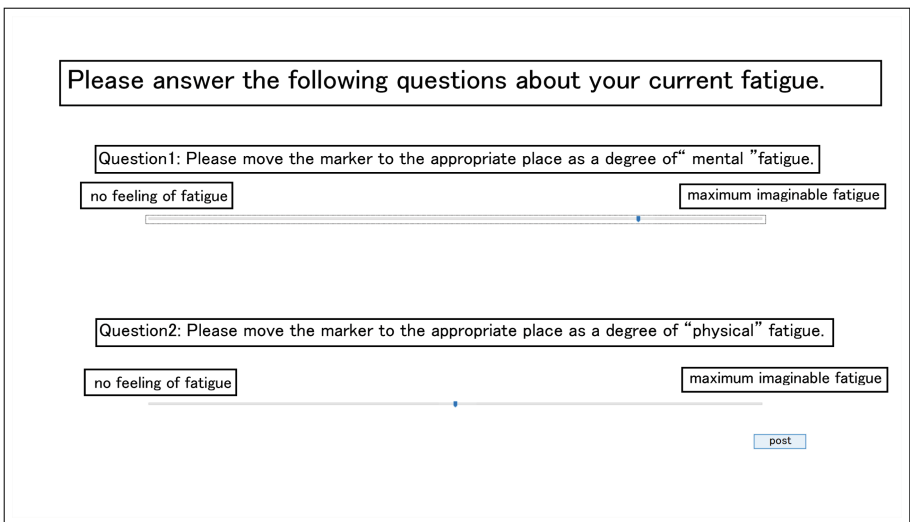 Please answer the following questions about your current fatigue.
Question1: Please move the marker to the appropriate place as a degree of“ mental ”fatigue.
no feeling of fatigue
maximum imaginable fatigue
Question2: Please move the marker to the appropriate place as a degree of “physical” fatigue.
no feeling of fatigue
maximum imaginable fatigue
post